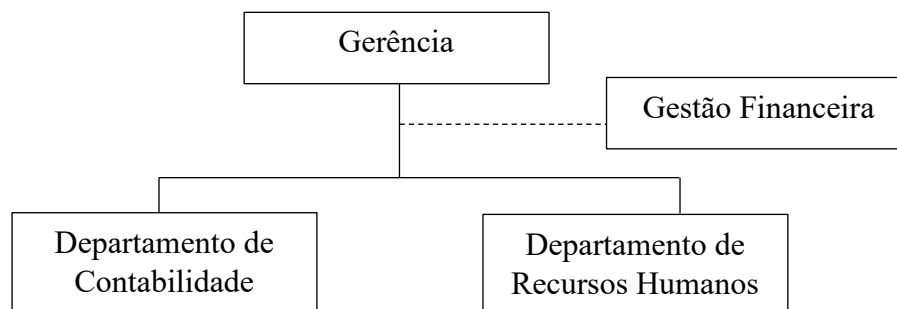 Gerência
Gestão Financeira
Departamento de
Contabilidade
Departamento de
Recursos Humanos